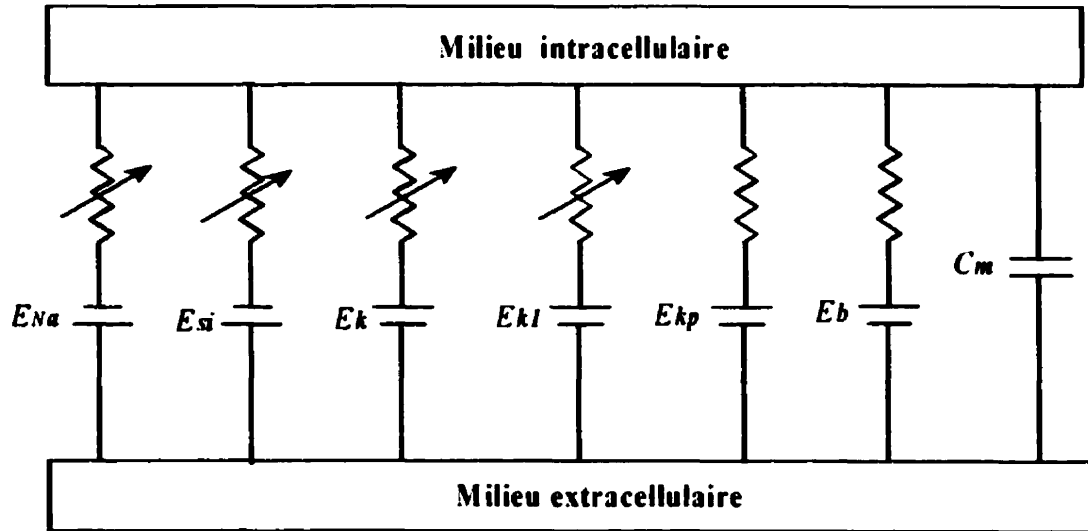 Milieu intracellulaire
ENa
Esi
Ek
Ek1
Ekp
Eb
Cm
Milieu extracellulaire